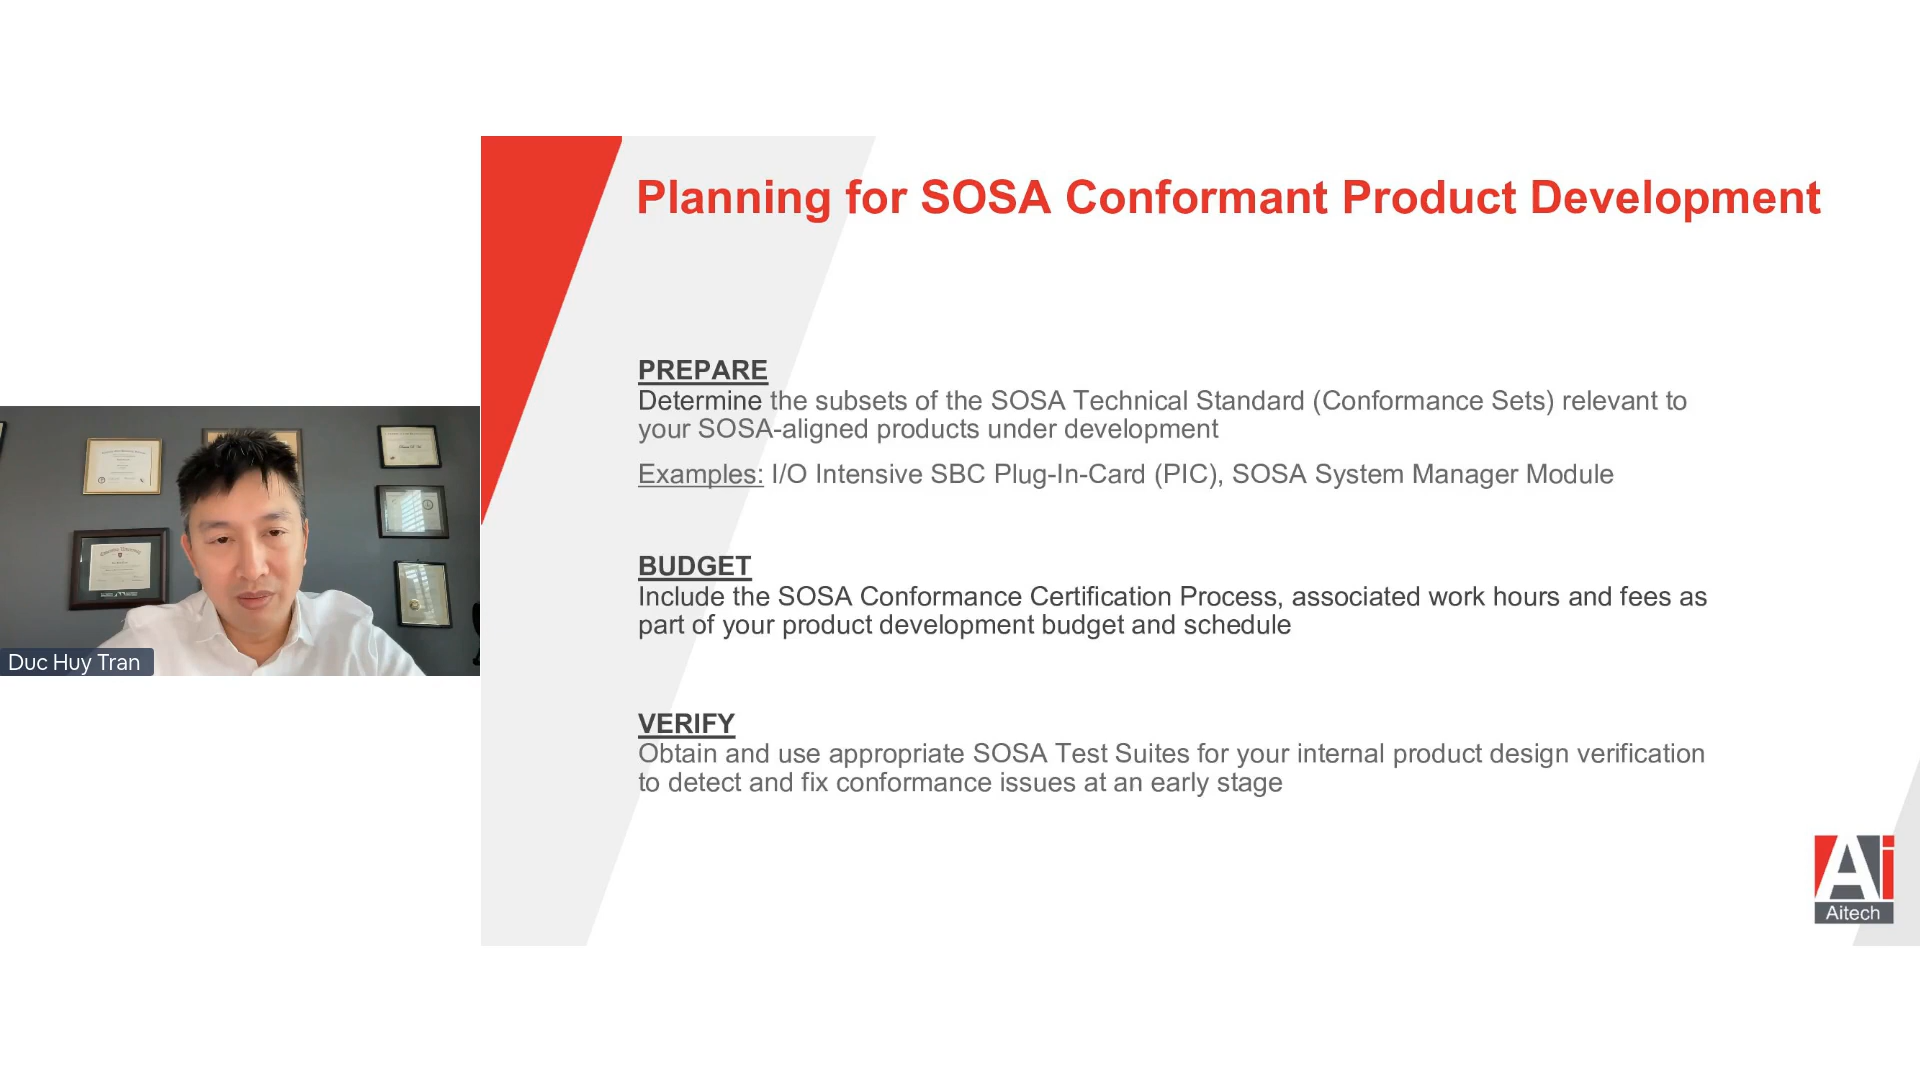 Planning for SOSA Conformant Product Development
PREPARE
Determine the subsets of the SOSA Technical Standard (Conformance Sets) relevant to
your SOSA-aligned products under development
Examples: I/O Intensive SBC Plug-In-Card (PIC), SOSA System Manager Module
BUDGET
Include the SOSA Conformance Certification Process, associated work hours and fees as
part of your product development budget and schedule
VERIFY
Obtain and use appropriate SOSA Test Suites for your internal product design verification
to detect and fix conformance issues at an early stage
Duc Huy Tran
Ai
Aitech